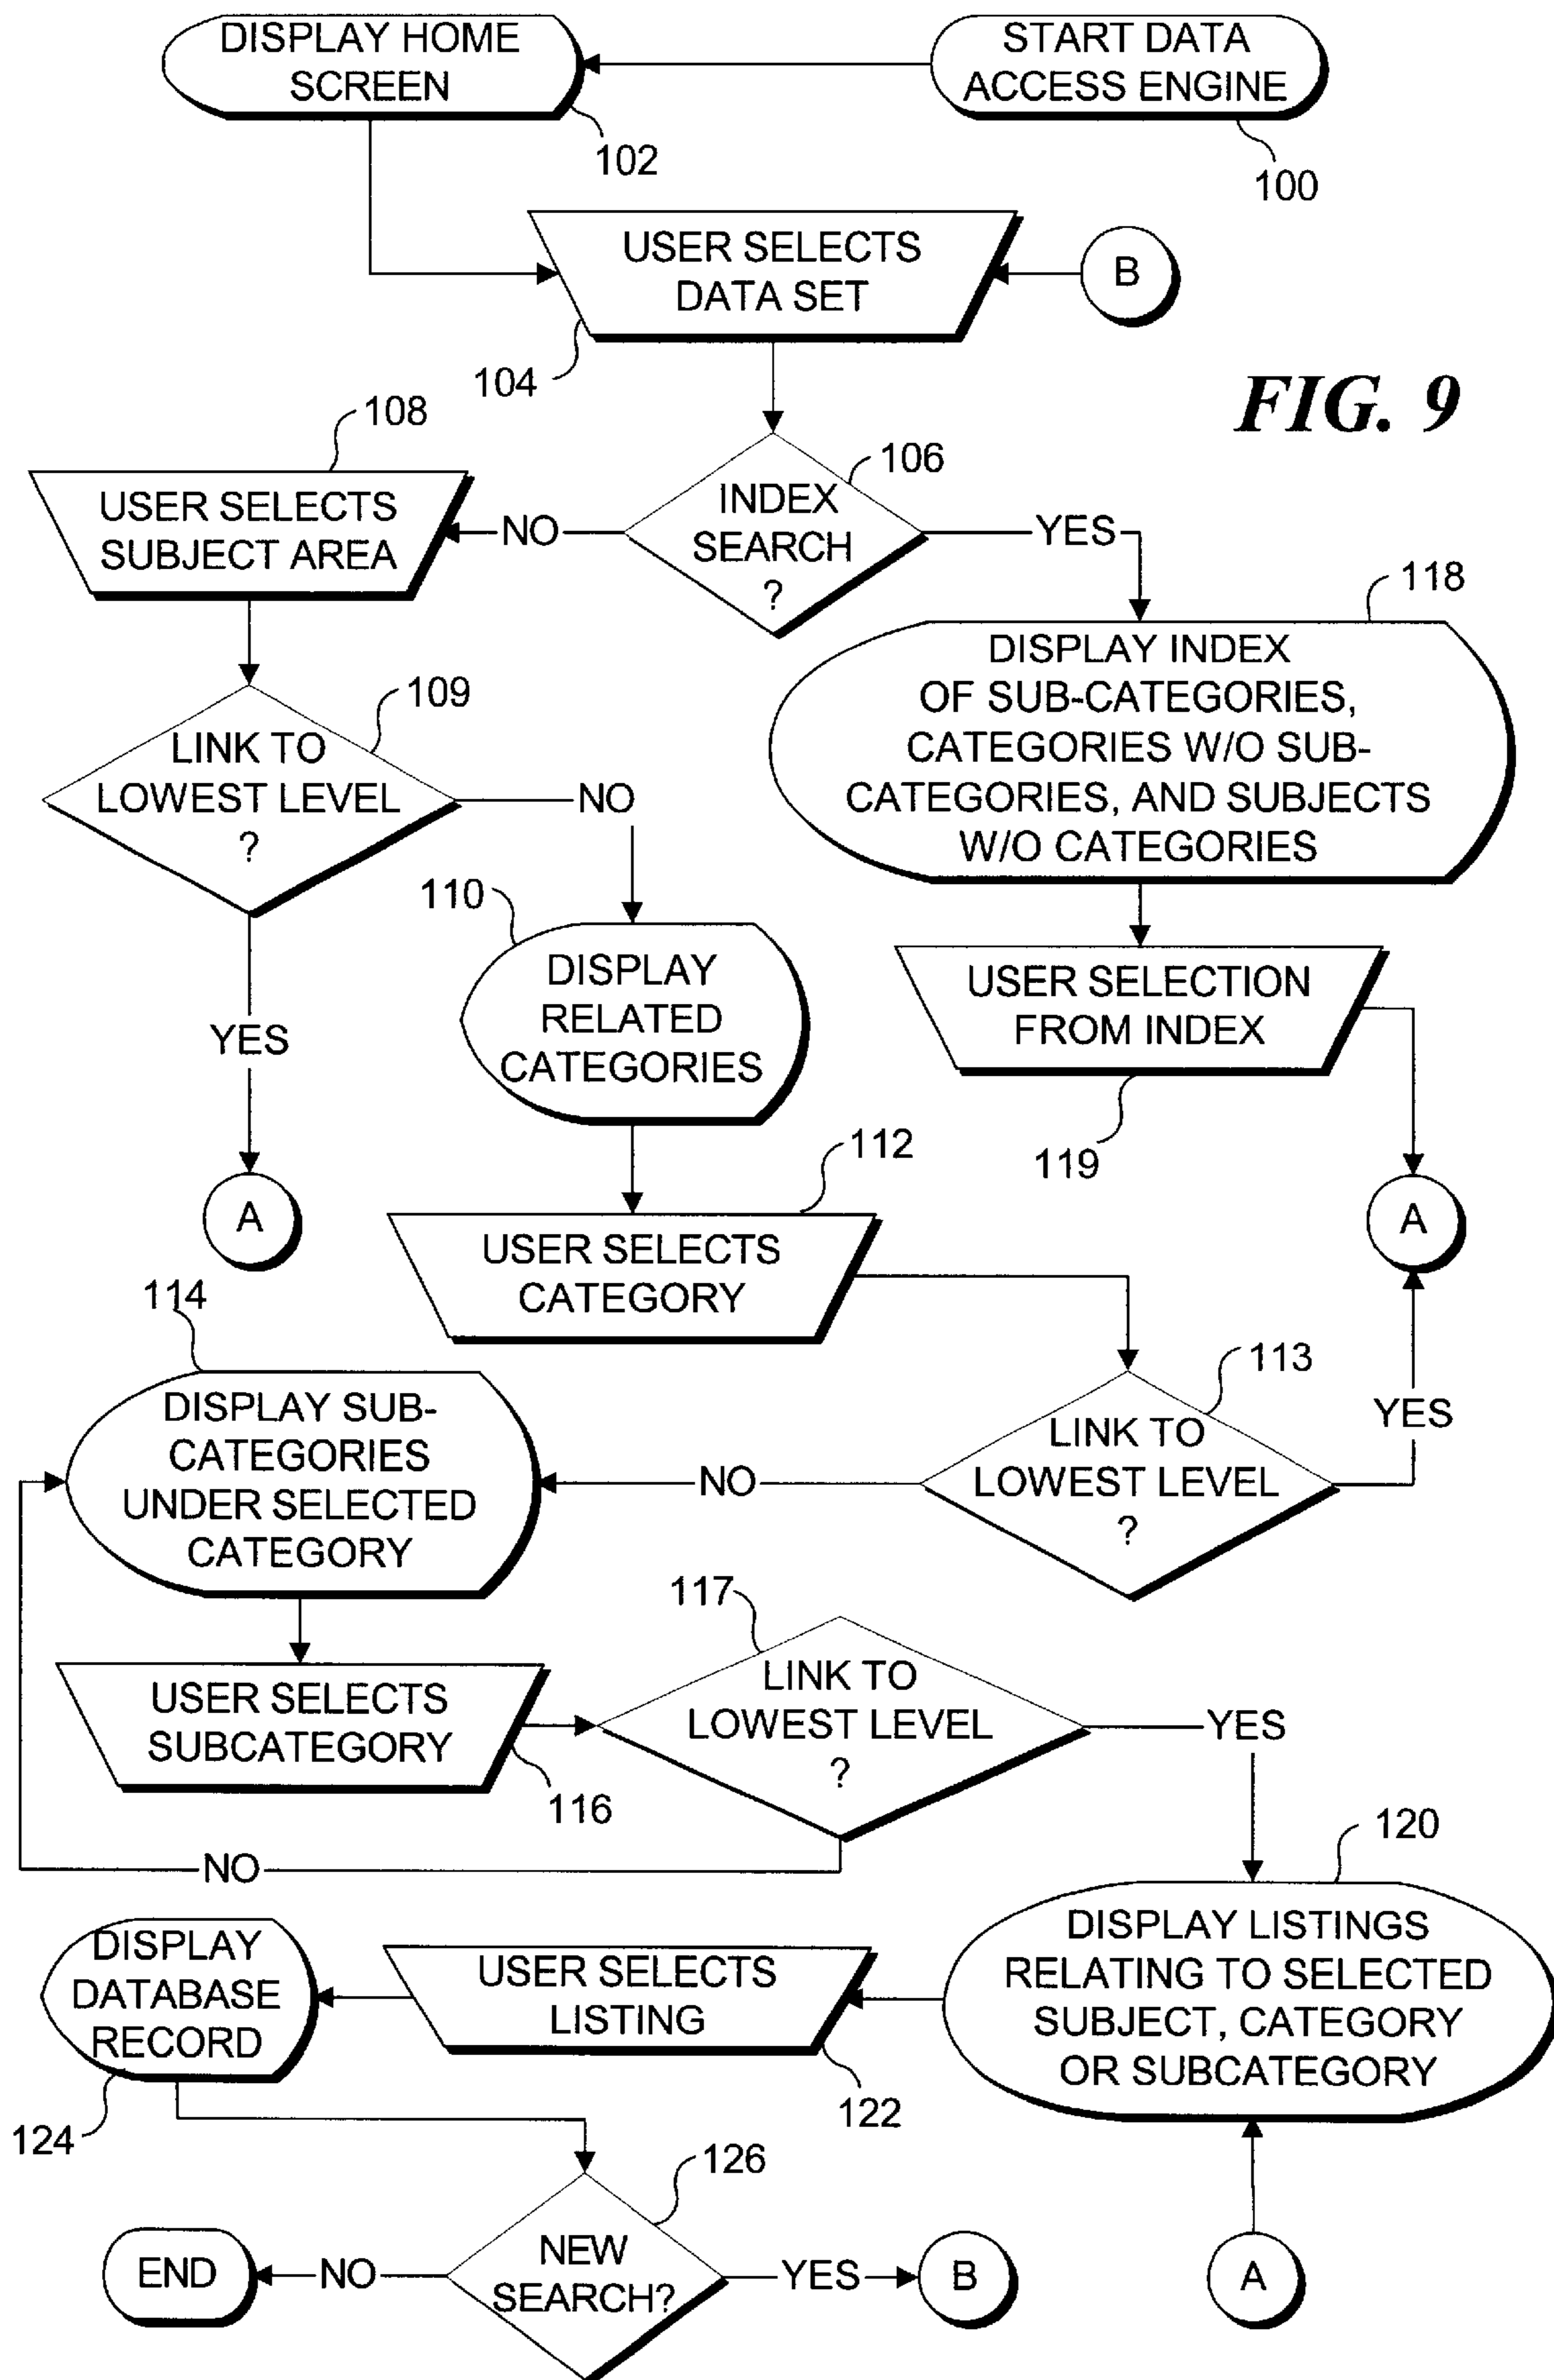 DISPLAY HOME
SCREEN
102
START DATA
ACCESS ENGINE
100
USER SELECTS
DATA SET
104
B
FIG. 9
108
USER SELECTS
SUBJECT AREA
NO
106
INDEX
SEARCH
?
YES
118
DISPLAY INDEX
OF SUB-CATEGORIES,
CATEGORIES W/O SUB-
CATEGORIES, AND SUBJECTS
W/O CATEGORIES
109
LINK TO
LOWEST LEVEL
?
NO
YES
A
110
DISPLAY
RELATED
CATEGORIES
USER SELECTION
FROM INDEX
119
A
112
USER SELECTS
CATEGORY
113
LINK TO
LOWEST LEVEL
?
YES
NO
114
DISPLAY SUB-
CATEGORIES
UNDER SELECTED
CATEGORY
USER SELECTS
SUBCATEGORY
116
117
LINK TO
LOWEST LEVEL
?
YES
NO
120
DISPLAY LISTINGS
RELATING TO SELECTED
SUBJECT, CATEGORY
OR SUBCATEGORY
USER SELECTS
LISTING
122
DISPLAY
DATABASE
RECORD
124
126
NEW
SEARCH?
NO
END
YES
B
A